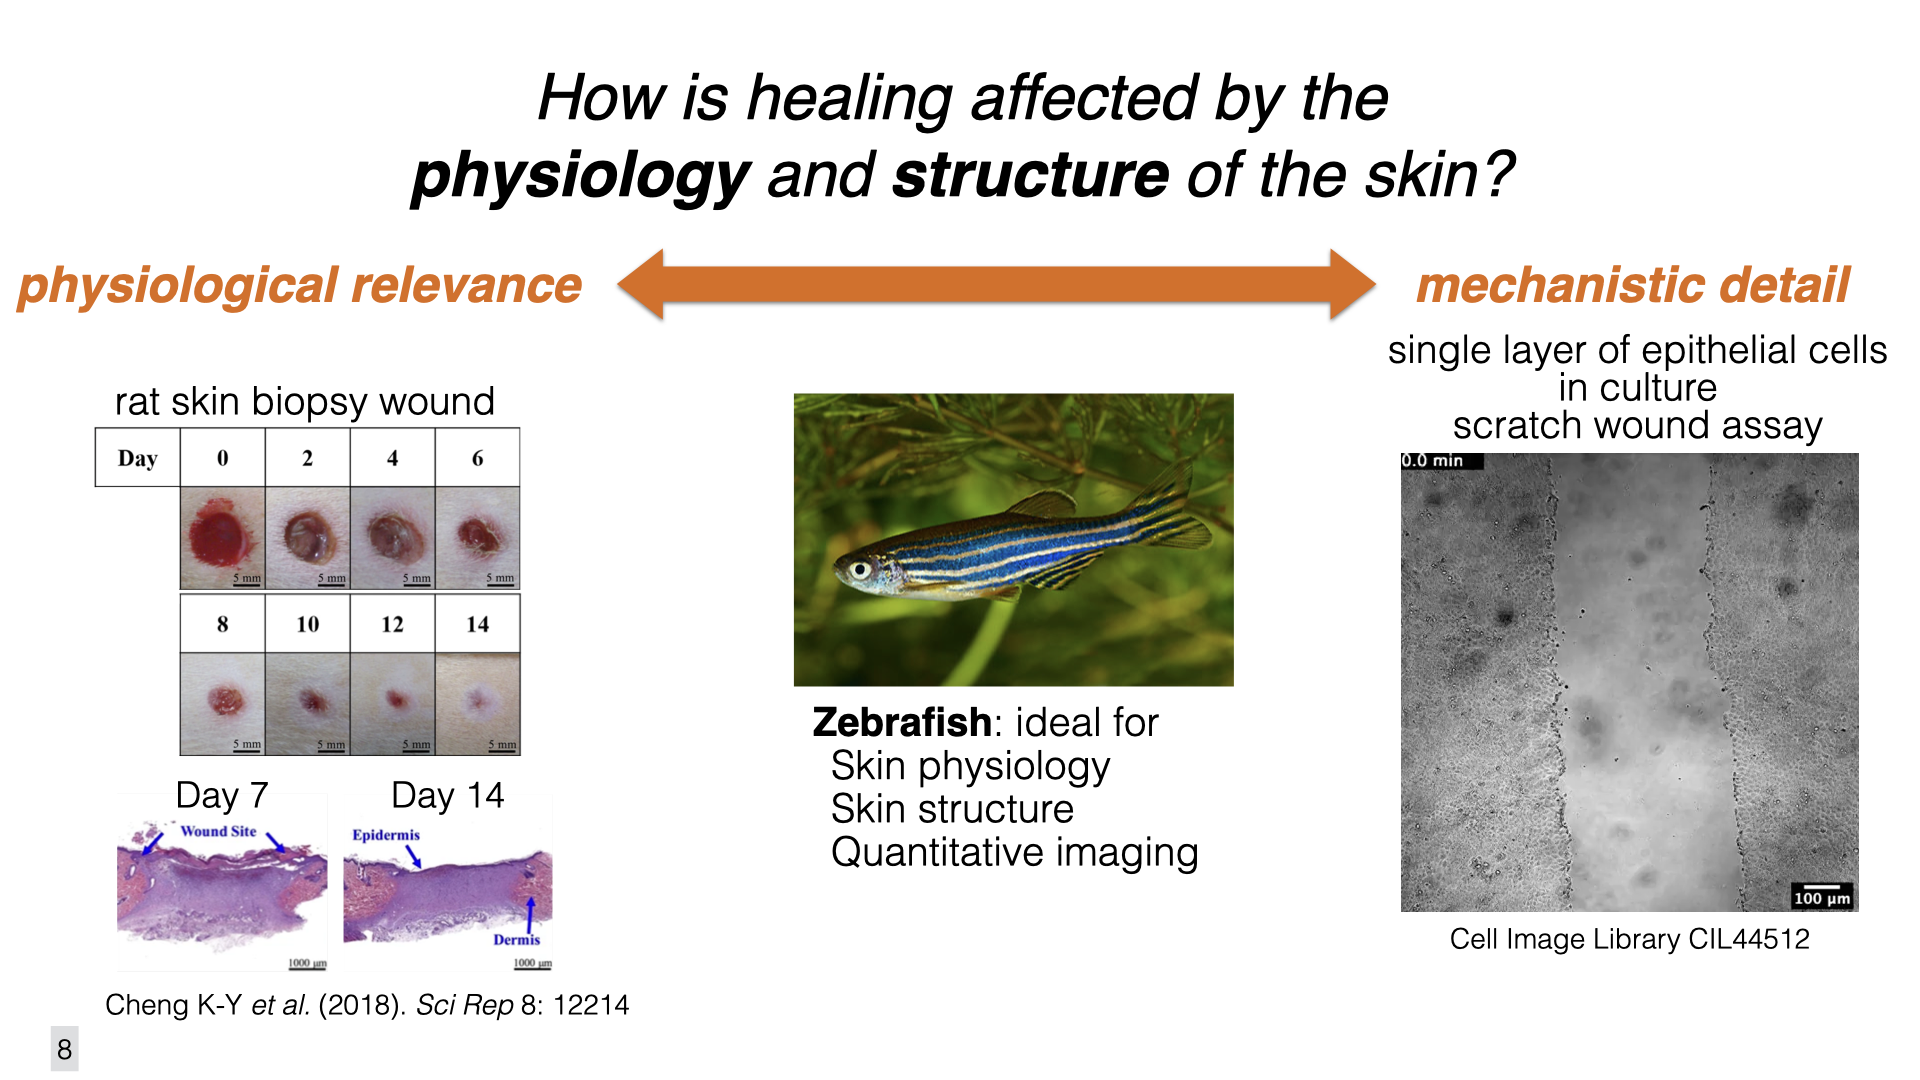 How is healing affected by the
physiology and structure of the skin?
physiological relevance
mechanistic detail
rat skin biopsy wound
Day 0 2 4 6
5 mm 5 mm 5 mm 5 mm
8 10 12 14
5 mm 5 mm 5 mm 5 mm
Day 7 Day 14
Wound Site
Epidermis
Dermis
1000 µm 1000 µm
Cheng K-Y et al. (2018). Sci Rep 8: 12214
Zebrafish: ideal for
Skin physiology
Skin structure
Quantitative imaging
single layer of epithelial cells
in culture
scratch wound assay
0.0 min
100 µm
Cell Image Library CIL44512
8